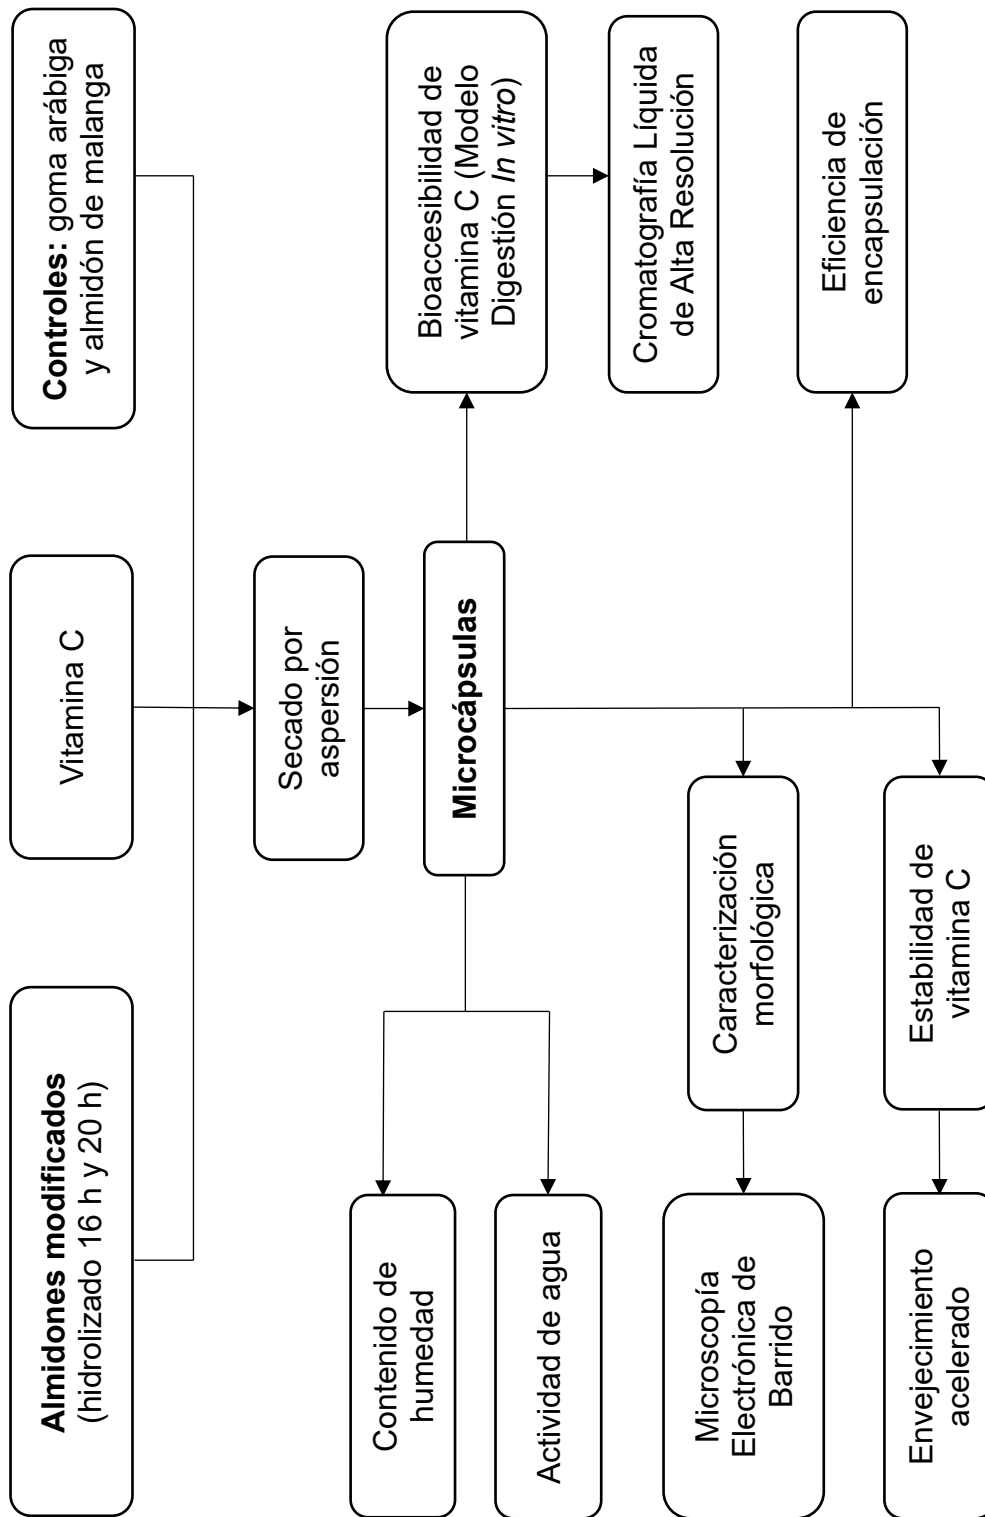 Almidones modificados
(hidrolizado 16 h y 20 h)
Vitamina C
Controles: goma arábiga
y almidón de malanga
Secado por
aspersión
Microcápsulas
Contenido de
humedad
Actividad de agua
Bioaccesibilidad de
vitamina C (Modelo
Digestión In vitro)
Cromatografía Líquida
de Alta Resolución
Microscopía
Electrónica de
Barrido
Caracterización
morfológica
Eficiencia de
encapsulación
Envejecimiento
acelerado
Estabilidad de
vitamina C